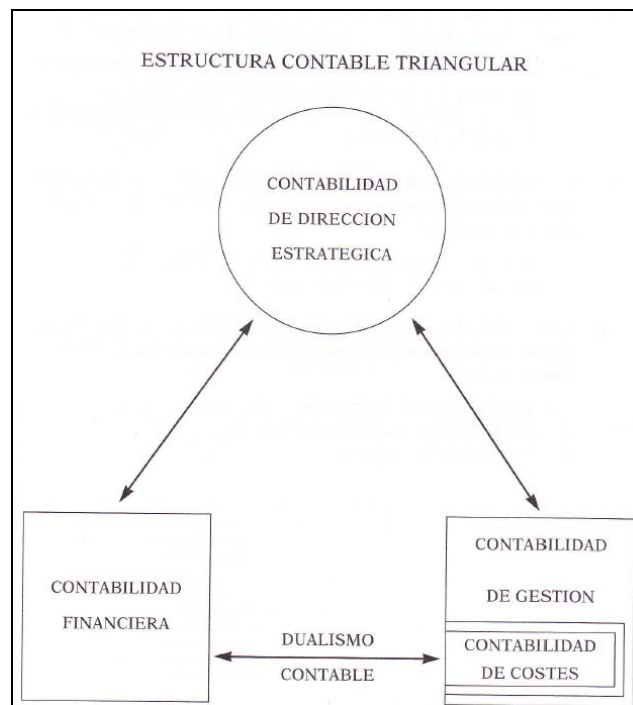 ESTRUCTURA CONTABLE TRIANGULAR
CONTABILIDAD
DE DIRECCION
ESTRATEGICA
CONTABILIDAD
FINANCIERA
DUALISMO
CONTABLE
CONTABILIDAD
DE GESTION
CONTABILIDAD
DE COSTES